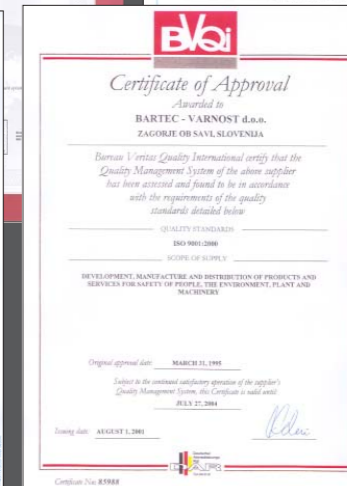 BVQi
Certificate of Approval
Awarded to
BARTEC - VARNOST d.o.o.
ZAGORJE OB SAVI, SLOVENIJA
Bureau Veritas Quality International certify that the
Quality Management System of the above supplier
has been assessed and found to be in accordance
with the requirements of the quality
standards detailed below
QUALITY STANDARDS
ISO 9001:2000
SCOPE OF SUPPLY
DEVELOPMENT, MANUFACTURE AND DISTRIBUTION OF PRODUCTS AND
SERVICES FOR SAFETY OF PEOPLE, THE ENVIRONMENT, PLANT AND
MACHINERY
Original approval date: MARCH 31, 1995
Subject to the continued satisfactory operation of the supplier's
Quality Management System, this Certificate is valid until:
JULY 27, 2004
Issuing date: AUGUST 1, 2001
DAR
Certificate No: 85988